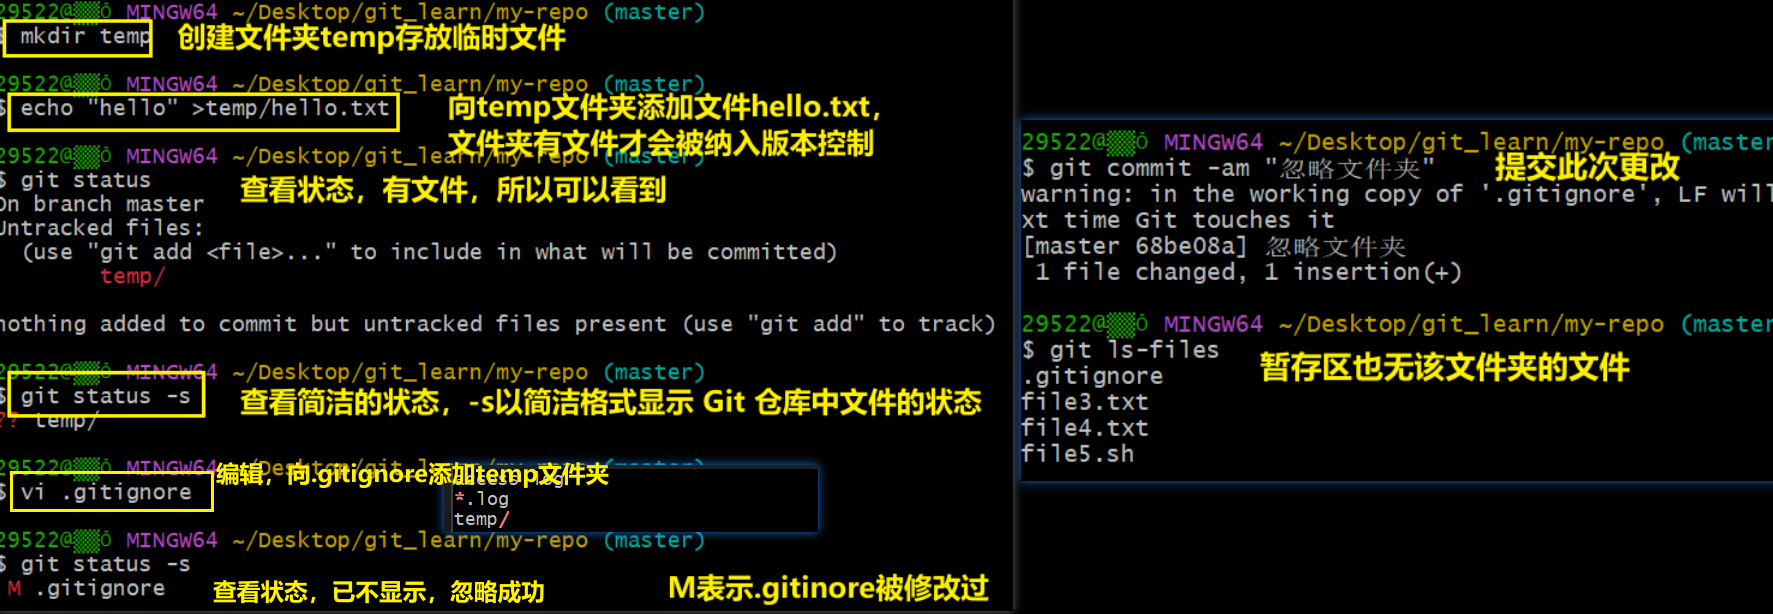 29522@▒▒ô MINGW64 ~/Desktop/git_learn/my-repo (master)
mkdir temp
创建文件夹temp存放临时文件
29522@▒▒ô MINGW64 ~/Desktop/git_learn/my-repo (master)
$ echo "hello" >temp/hello.txt
向temp文件夹添加文件hello.txt,
文件夹有文件才会被纳入版本控制
29522@▒▒ô MINGW64 ~/Desktop/git_learn/my-repo (master)
$ git status
查看状态，有文件，所以可以看到
On branch master
Untracked files:
(use "git add <file>..." to include in what will be committed)
temp/
nothing added to commit but untracked files present (use "git add" to track)
29522@▒▒ô MINGW64 ~/Desktop/git_learn/my-repo (master)
$ git status -s
查看简洁的状态，-s以简洁格式显示 Git 仓库中文件的状态
?? temp/
29522@▒▒ô MINGW64 ~/Desktop/git_learn/my-repo (master)
编辑，向.gitignore添加temp文件夹
$ vi .gitignore
*.log
temp/
29522@▒▒ô MINGW64 ~/Desktop/git_learn/my-repo (master)
$ git status -s
M .gitignore
查看状态，已不显示，忽略成功
M表示.gitinore被修改过
29522@▒▒ô MINGW64 ~/Desktop/git_learn/my-repo (master
$ git commit -am "忽略文件夹"
提交此次更改
warning: in the working copy of '.gitignore', LF will
xt time Git touches it
[master 68be08a] 忽略文件夹
1 file changed, 1 insertion(+)
29522@▒▒ô MINGW64 ~/Desktop/git_learn/my-repo (master
$ git ls-files
暂存区也无该文件夹的文件
.gitignore
file3.txt
file4.txt
file5.sh